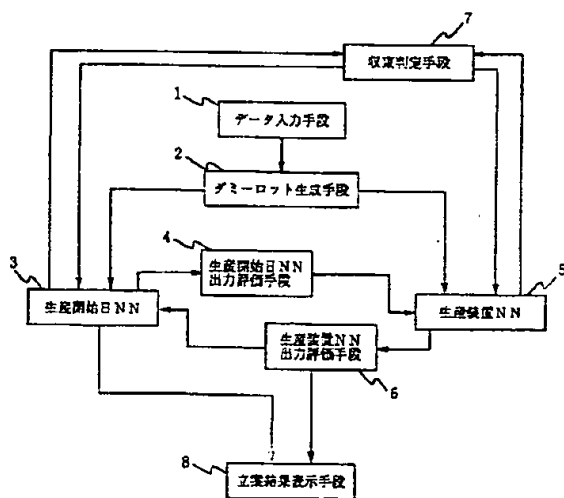 7
収束判定手段
1
データ入力手段
2
ダミーロット生成手段
4
生産開始日NN
出力評価手段
3
生産開始日NN
5
生産装置NN
生産装置NN
出力評価手段
6
8
立案結果表示手段